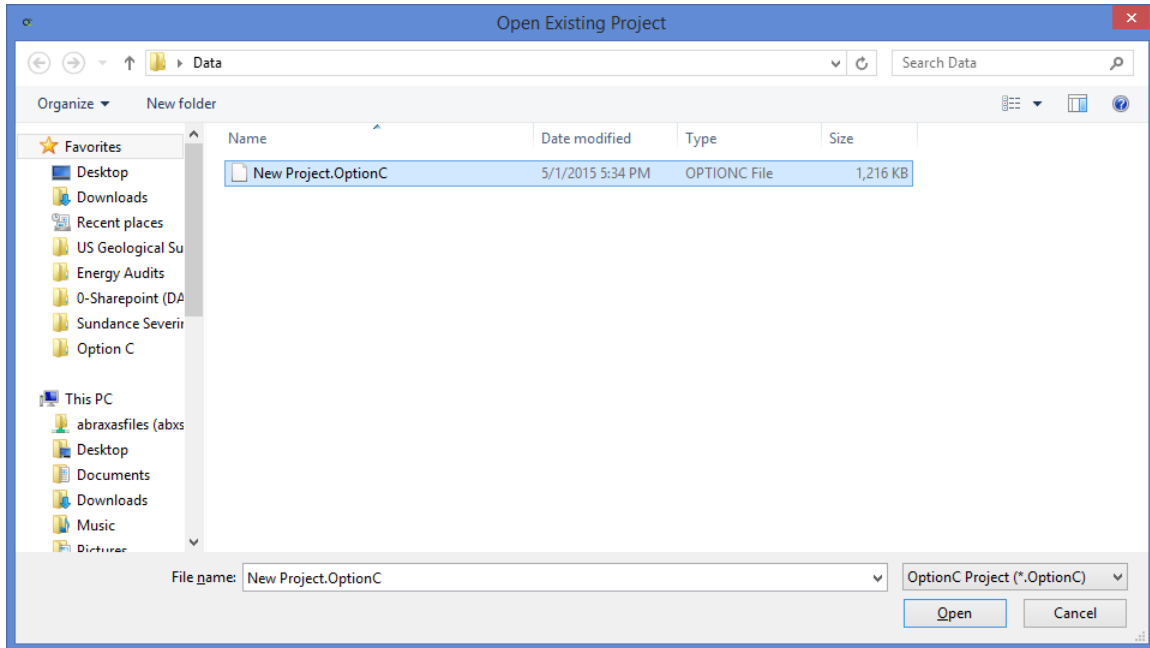 Open Existing Project
Data
Search Data
Organize
New folder
Name
Date modified
Type
Size
New Project.OptionC
5/1/2015 5:34 PM
OPTIONC File
1,216 KB
Favorites
Desktop
Downloads
Recent places
US Geological Su
Energy Audits
0-Sharepoint (DA
Sundance Severin
Option C
This PC
abraxasfiles (abxs
Desktop
Documents
Downloads
Music
Pictures
File name:
New Project.OptionC
OptionC Project (*.OptionC)
Open
Cancel